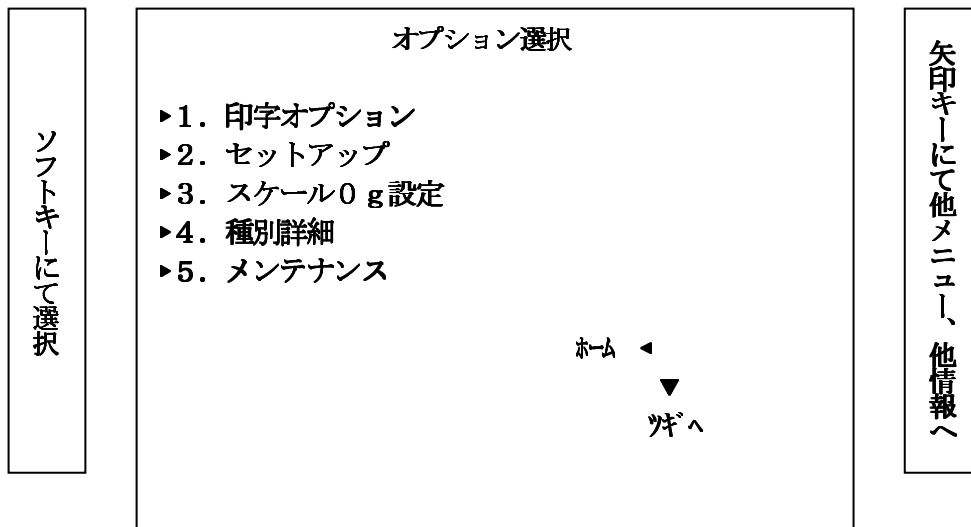 ソフトキーにて選択
オプション選択
▶1. 印字オプション
▶2. セットアップ
▶3. スケール0g設定
▶4. 種別詳細
▶5. メンテナンス
ﾎｰﾑ ◀
▼
ﾂｷﾞﾍ
矢印キーにて他メニュー、他情報へ